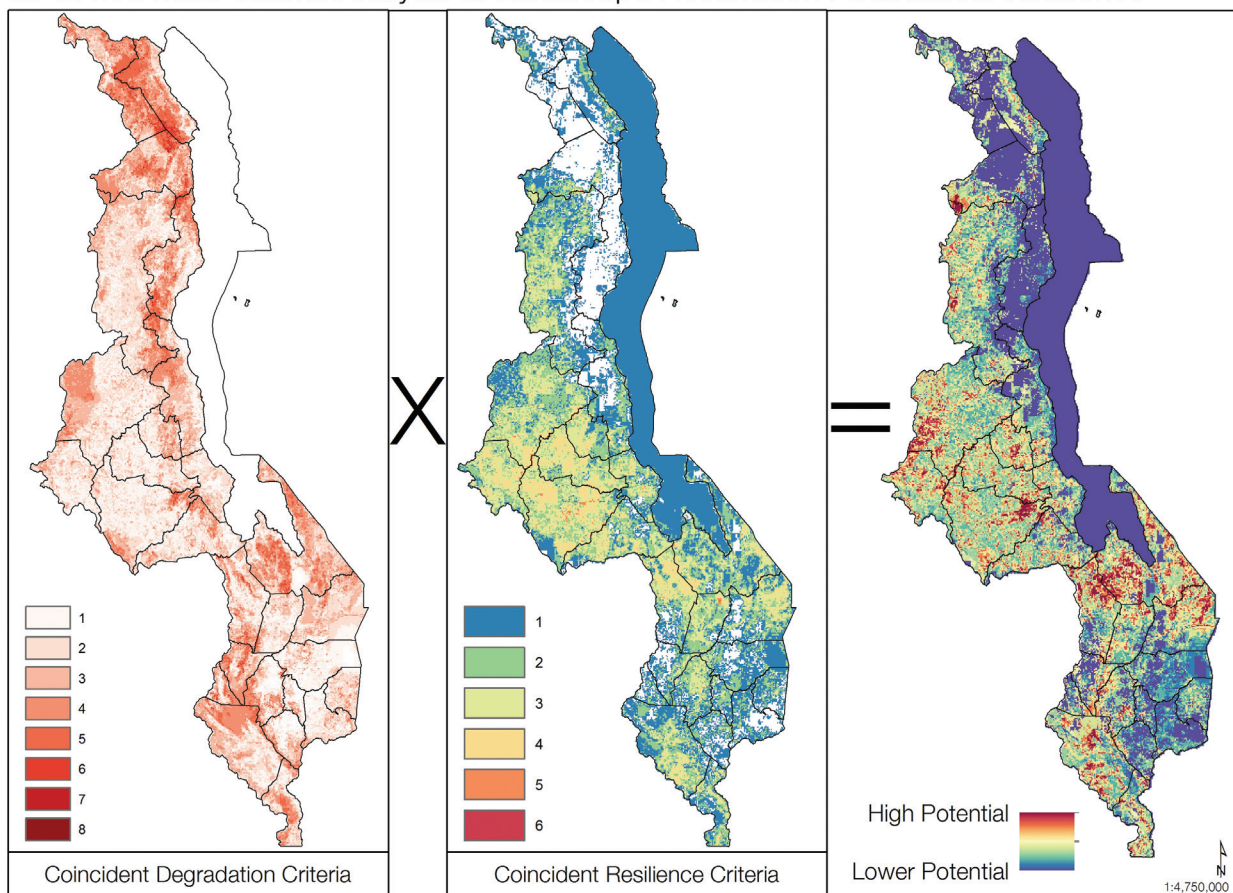 1
2
3
4
5
6
7
8
Coincident Degradation Criteria
X
1
2
3
4
5
6
Coincident Resilience Criteria
=
High Potential
Lower Potential
N
1:4,750,000